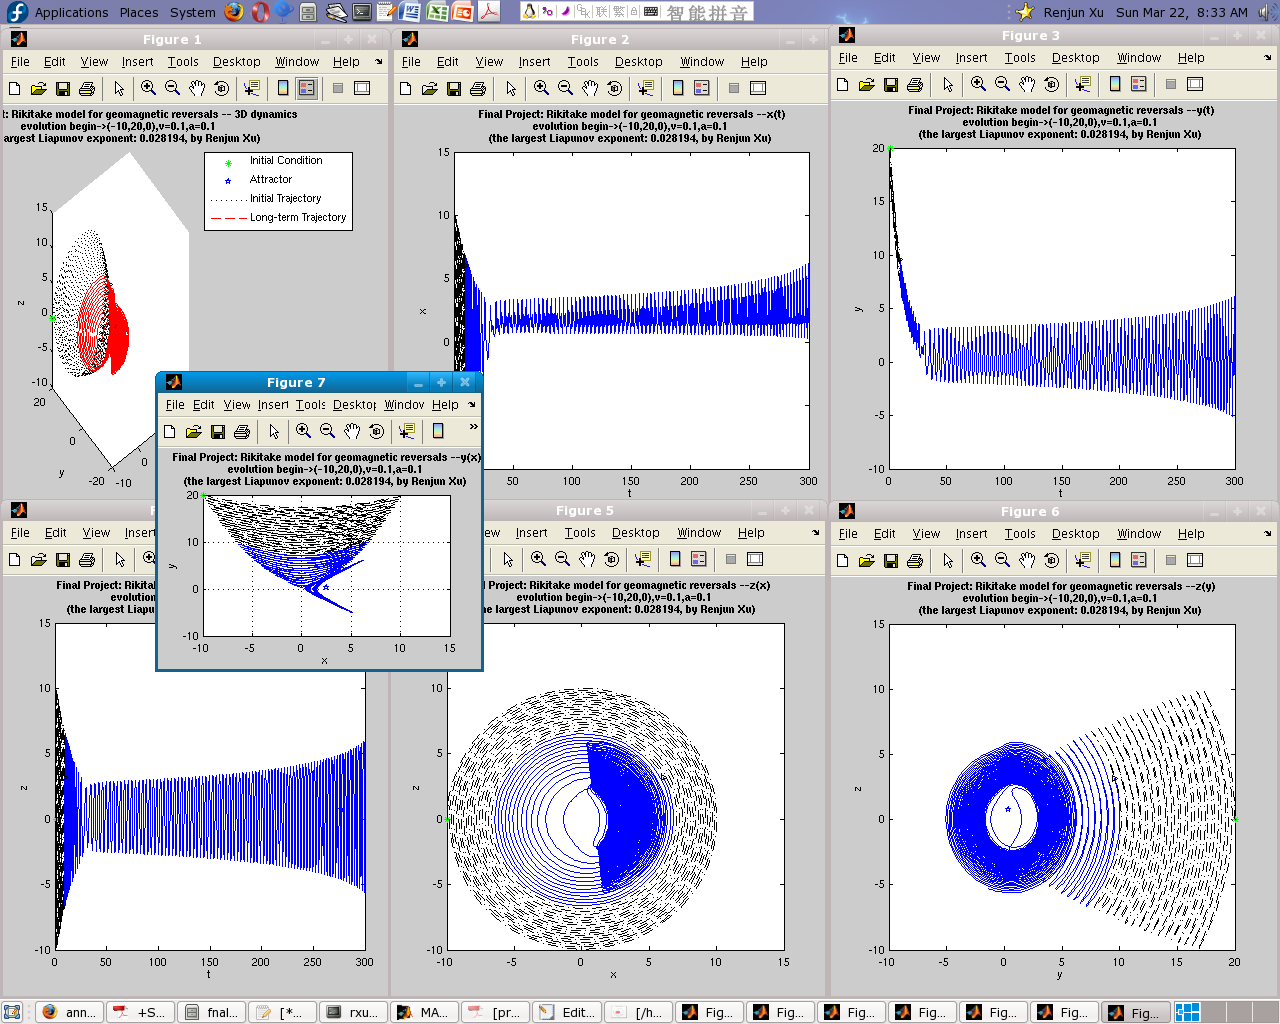 Applications Places System
智能拼音
联 繁
Renjun Xu Sun Mar 22, 8:33 AM
Figure 1
File Edit View Insert Tools Desktop Window Help
: Rikitake model for geomagnetic reversals -- 3D dynamics
evolution begin->(-10,20,0),v=0.1,a=0.1
argest Liapunov exponent: 0.028194, by Renjun Xu)
Initial Condition
Attractor
Initial Trajectory
Long-term Trajectory
15
10
5
0
-5
-10
z
20
0
-20
y
-10
0
Figure 2
File Edit View Insert Tools Desktop Window Help
Final Project: Rikitake model for geomagnetic reversals --x(t)
evolution begin->(-10,20,0),v=0.1,a=0.1
(the largest Liapunov exponent: 0.028194, by Renjun Xu)
15
10
5
0
x
50 100 150 200 250 300
t
Figure 3
File Edit View Insert Tools Desktop Window Help
Final Project: Rikitake model for geomagnetic reversals --y(t)
evolution begin->(-10,20,0),v=0.1,a=0.1
(the largest Liapunov exponent: 0.028194, by Renjun Xu)
20
15
10
5
0
-5
-10
y
0 50 100 150 200 250 300
t
Figure 7
File Edit View Insert Tools Desktop Window Help
Final Project: Rikitake model for geomagnetic reversals --y(x)
evolution begin->(-10,20,0),v=0.1,a=0.1
(the largest Liapunov exponent: 0.028194, by Renjun Xu)
20
10
0
-10
y
-10 -5 0 5 10 15
x
F
File Edit View Insert
Final Project: Rikitak
evolution
(the largest Liapuno
15
10
5
0
-5
-10
z
0 50 100 150 200 250 300
t
Figure 5
Insert Tools Desktop Window Help
l Project: Rikitake model for geomagnetic reversals --z(x)
evolution begin->(-10,20,0),v=0.1,a=0.1
e largest Liapunov exponent: 0.028194, by Renjun Xu)
10
5
0
-5
-10
z
-10 -5 0 5 10 15
x
Figure 6
File Edit View Insert Tools Desktop Window Help
Final Project: Rikitake model for geomagnetic reversals --z(y)
evolution begin->(-10,20,0),v=0.1,a=0.1
(the largest Liapunov exponent: 0.028194, by Renjun Xu)
15
10
5
0
-5
-10
z
-10 -5 0 5 10 15 20
y
ann... +S... fnal... [*... rxu... MA... [pr... Edit... [/h... Fig... Fig... Fig... Fig... Fig... Fig... Fig...